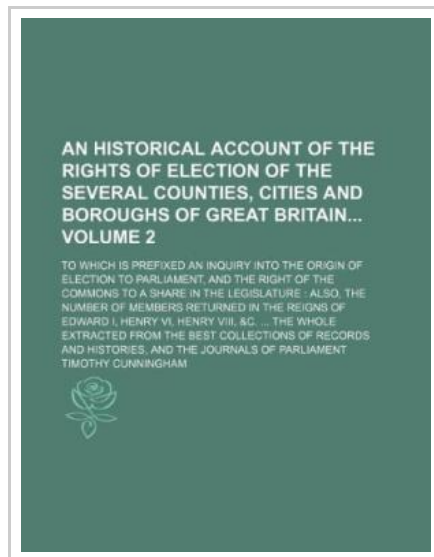 AN HISTORICAL ACCOUNT OF THE
RIGHTS OF ELECTION OF THE
SEVERAL COUNTIES, CITIES AND
BOROUGHS OF GREAT BRITAIN...
VOLUME 2
TO WHICH IS PREFIXED AN INQUIRY INTO THE ORIGIN OF
ELECTION TO PARLIAMENT, AND THE RIGHT OF THE
COMMONS TO A SHARE IN THE LEGISLATURE : ALSO, THE
NUMBER OF MEMBERS RETURNED IN THE REIGNS OF
EDWARD I, HENRY VI, HENRY VIII, &C. ... THE WHOLE
EXTRACTED FROM THE BEST COLLECTIONS OF RECORDS
AND HISTORIES, AND THE JOURNALS OF PARLIAMENT
TIMOTHY CUNNINGHAM